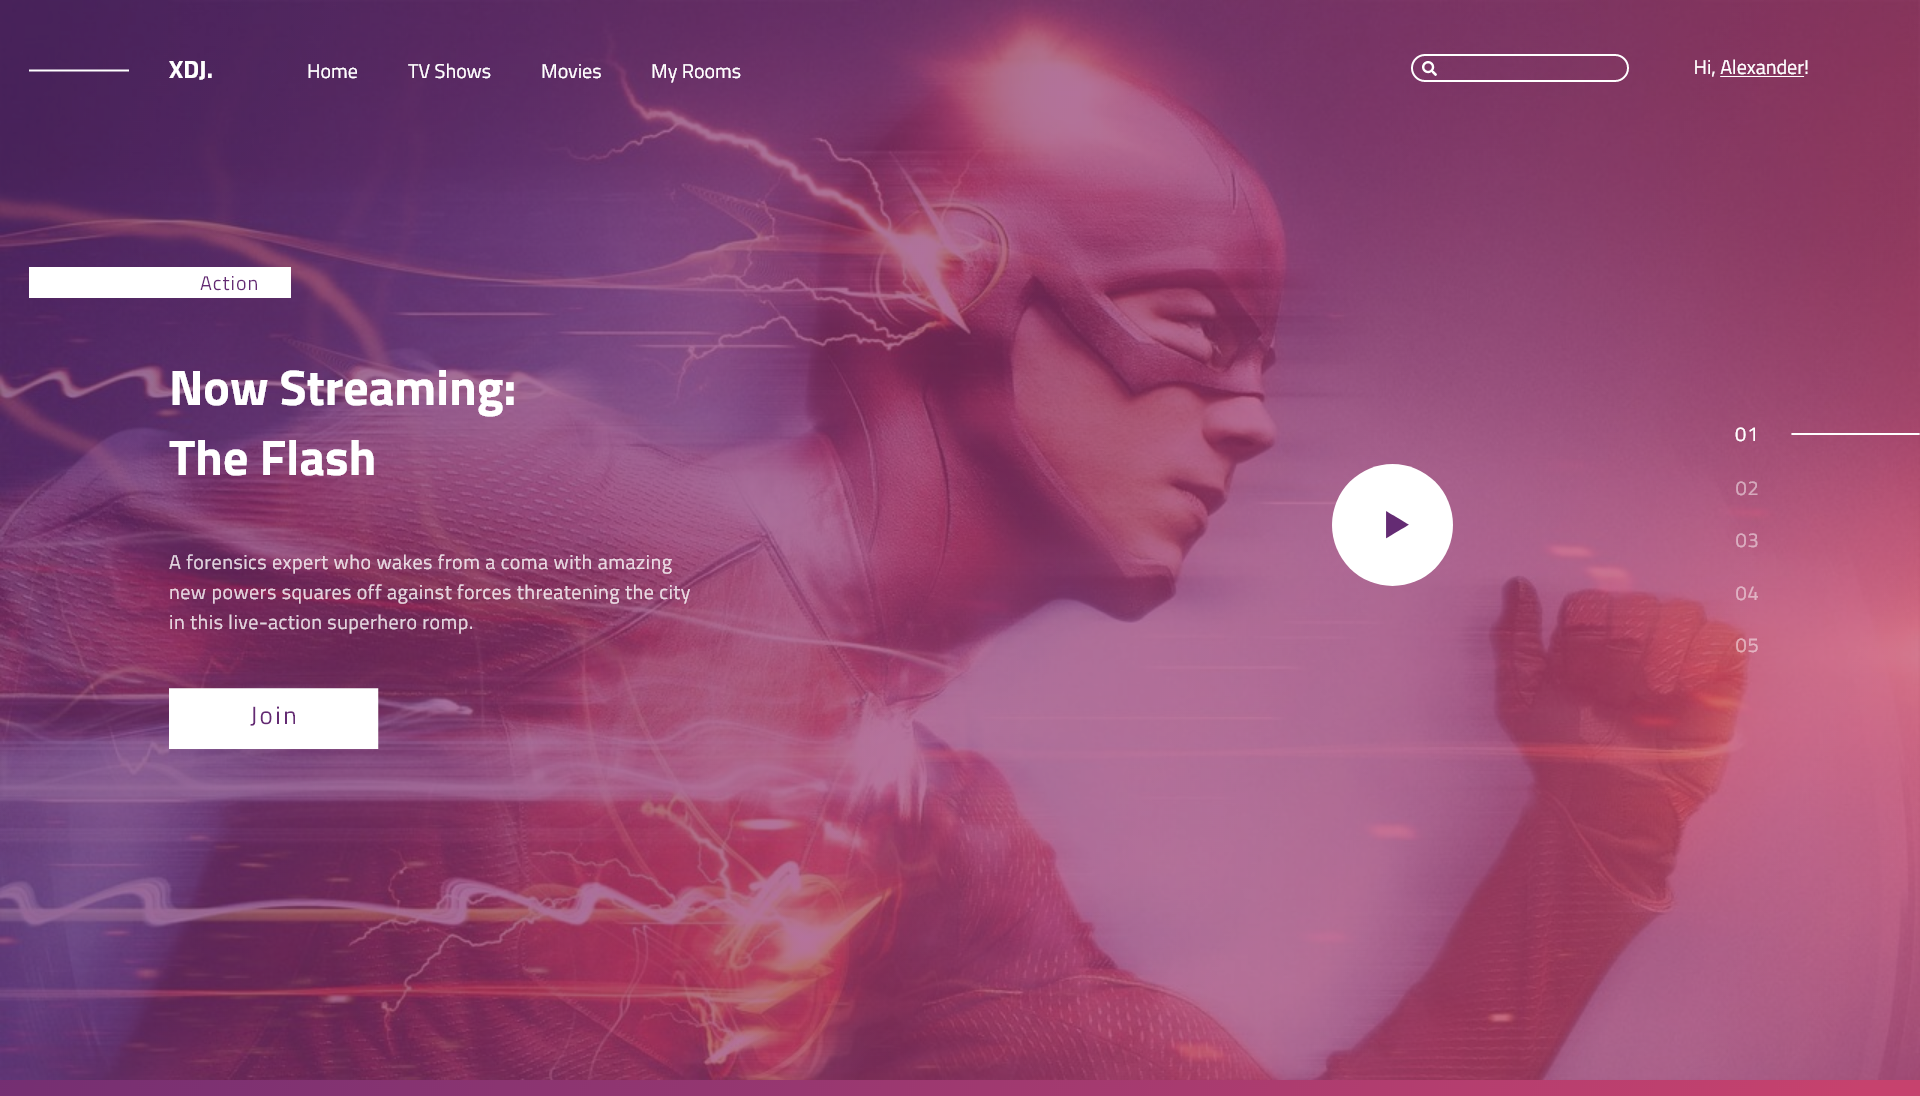 XDJ.
Home
TV Shows
Movies
My Rooms
Hi, Alexander!
Action
Now Streaming:
The Flash
A forensics expert who wakes from a coma with amazing
new powers squares off against forces threatening the city
in this live-action superhero romp.
Join
01
02
03
04
05